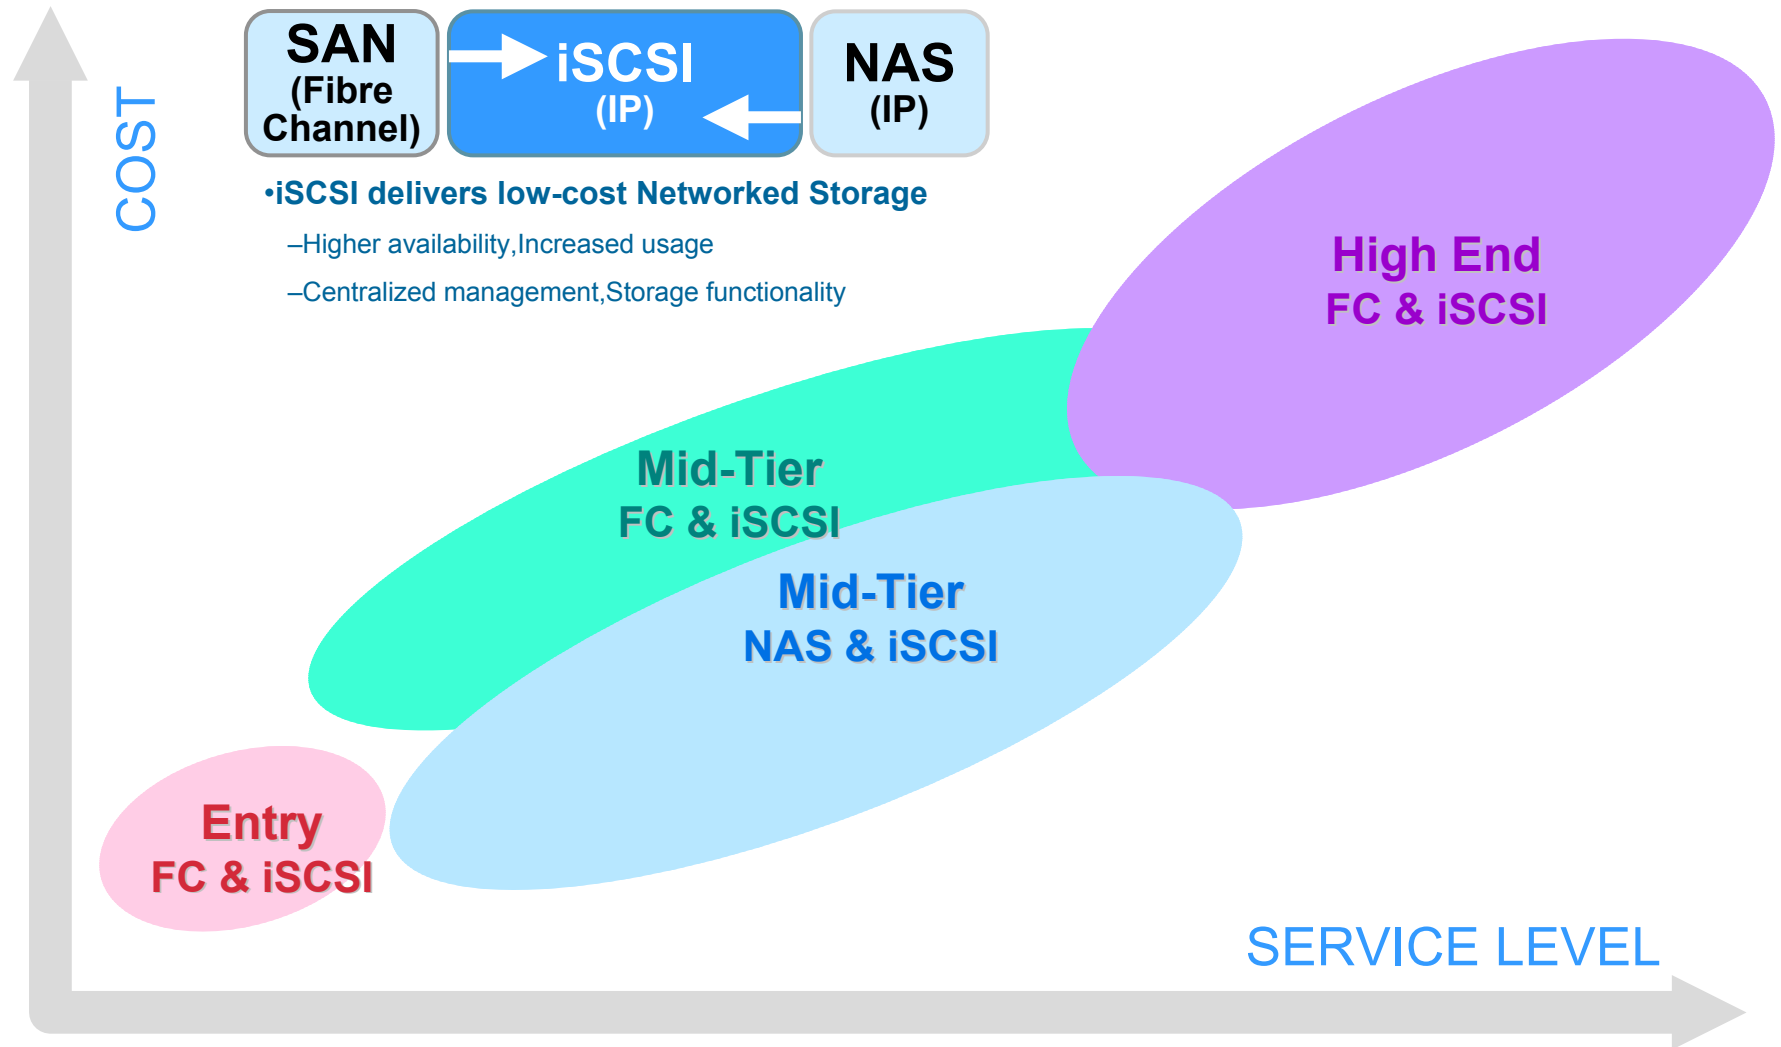 SAN
(Fibre
Channel)
iSCSI
(IP)
NAS
(IP)
COST
•iSCSI delivers low-cost Networked Storage
–Higher availability,Increased usage
–Centralized management,Storage functionality
High End
FC & iSCSI
Mid-Tier
FC & iSCSI
Mid-Tier
NAS & iSCSI
Entry
FC & iSCSI
SERVICE LEVEL